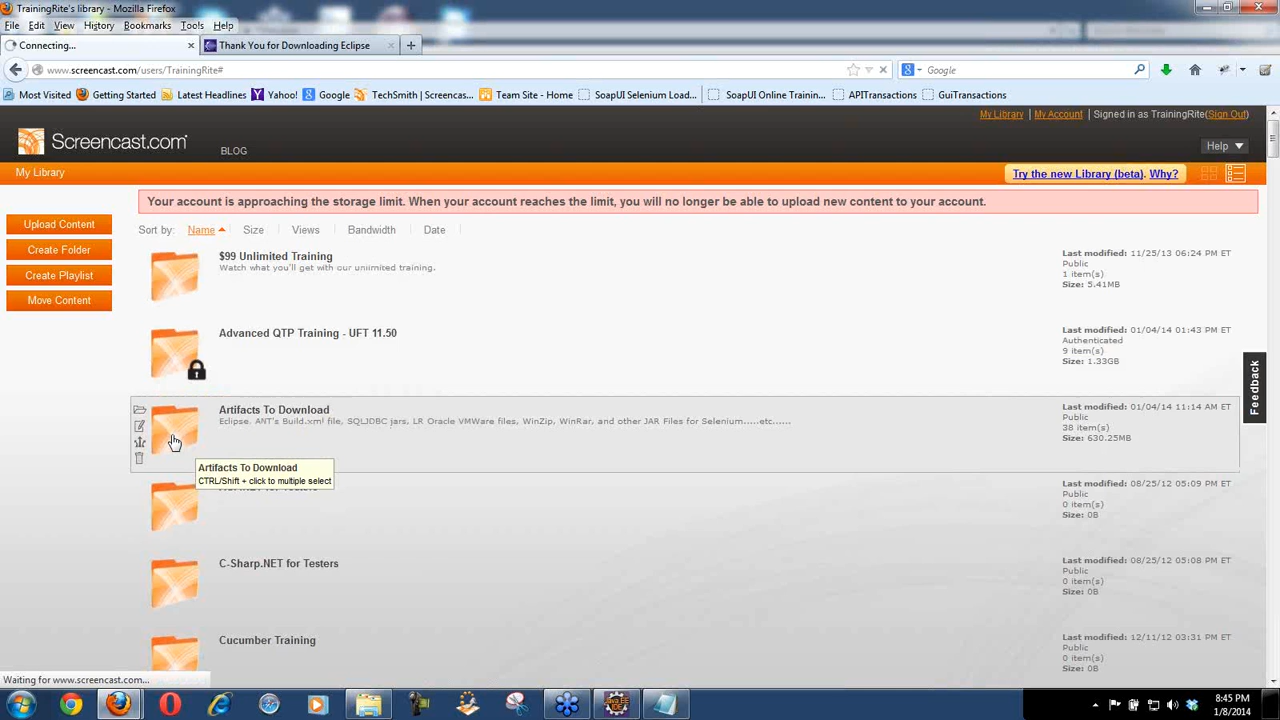 TrainingRite's library - Mozilla Firefox
File Edit View History Bookmarks Tools Help
Connecting... Thank You for Downloading Eclipse
www.screencast.com/users/TrainingRite# Google
Most Visited Getting Started Latest Headlines Yahoo! Google TechSmith | Screencas... Team Site - Home SoapUI Selenium Load... SoapUI Online Trainin... APITransactions GuiTransactions
My Library | My Account | Signed in as TrainingRite(Sign Out)
Screencast.com BLOG Help
My Library Try the new Library (beta). Why?
Your account is approaching the storage limit. When your account reaches the limit, you will no longer be able to upload new content to your account.
Upload Content
Create Folder
Create Playlist
Move Content
Sort by: Name Size Views Bandwidth Date
$99 Unlimited Training
Watch what you'll get with our unlimited training.
Last modified: 11/25/13 06:24 PM ET
Public
1 item(s)
Size: 5.41MB
Advanced QTP Training - UFT 11.50
Last modified: 01/04/14 01:43 PM ET
Authenticated
9 item(s)
Size: 1.33GB
Feedback
Artifacts To Download
Eclipse. ANT's Build.xml file, SQLJDBC jars, LR Oracle VMWare files, WinZip, WinRar, and other JAR Files for Selenium.....etc......
Last modified: 01/04/14 11:14 AM ET
Public
38 item(s)
Size: 630.25MB
Artifacts To Download
CTRL/Shift + click to multiple select
Last modified: 08/25/12 05:09 PM ET
Public
0 item(s)
Size: 0B
C-Sharp.NET for Testers
Last modified: 08/25/12 05:08 PM ET
Public
0 item(s)
Size: 0B
Cucumber Training
Last modified: 12/11/12 03:31 PM ET
Public
0 item(s)
Waiting for www.screencast.com...
8:45 PM
1/8/2014